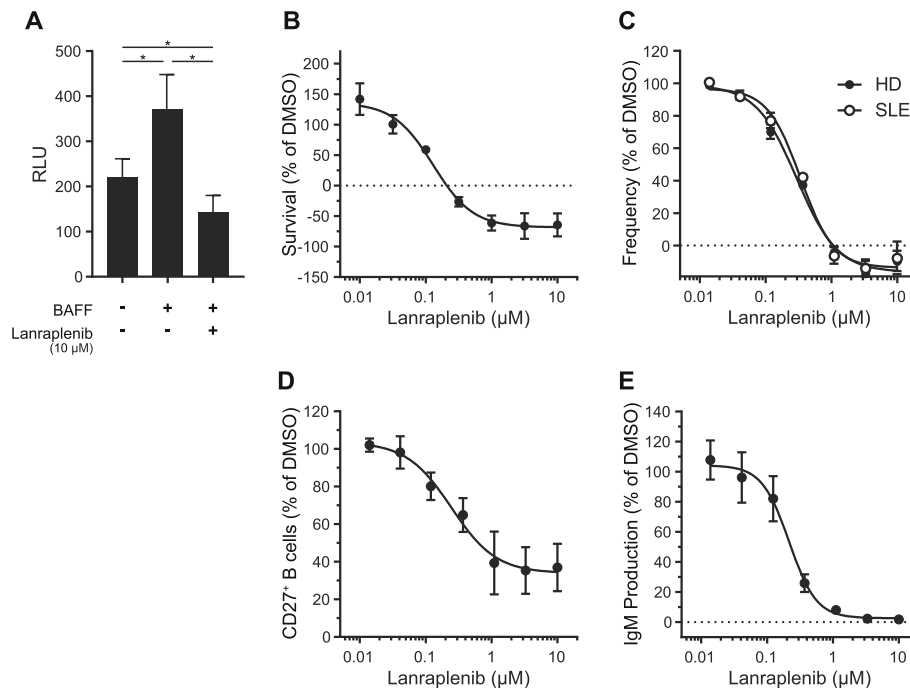 A
RLU
500
400
300
200
100
0
* 
* *
BAFF - + +
Lanraplenib - - +
(10 µM)
B
Survival (% of DMSO)
200
150
100
50
0
-50
-100
-150
0.01 0.1 1 10
Lanraplenib (µM)
C
Frequency (% of DMSO)
120
100
80
60
40
20
0
-20
0.01 0.1 1 10
Lanraplenib (µM)
HD
SLE
D
CD27⁺ B cells (% of DMSO)
120
100
80
60
40
20
0
0.01 0.1 1 10
Lanraplenib (µM)
E
IgM Production (% of DMSO)
140
120
100
80
60
40
20
0
0.01 0.1 1 10
Lanraplenib (µM)